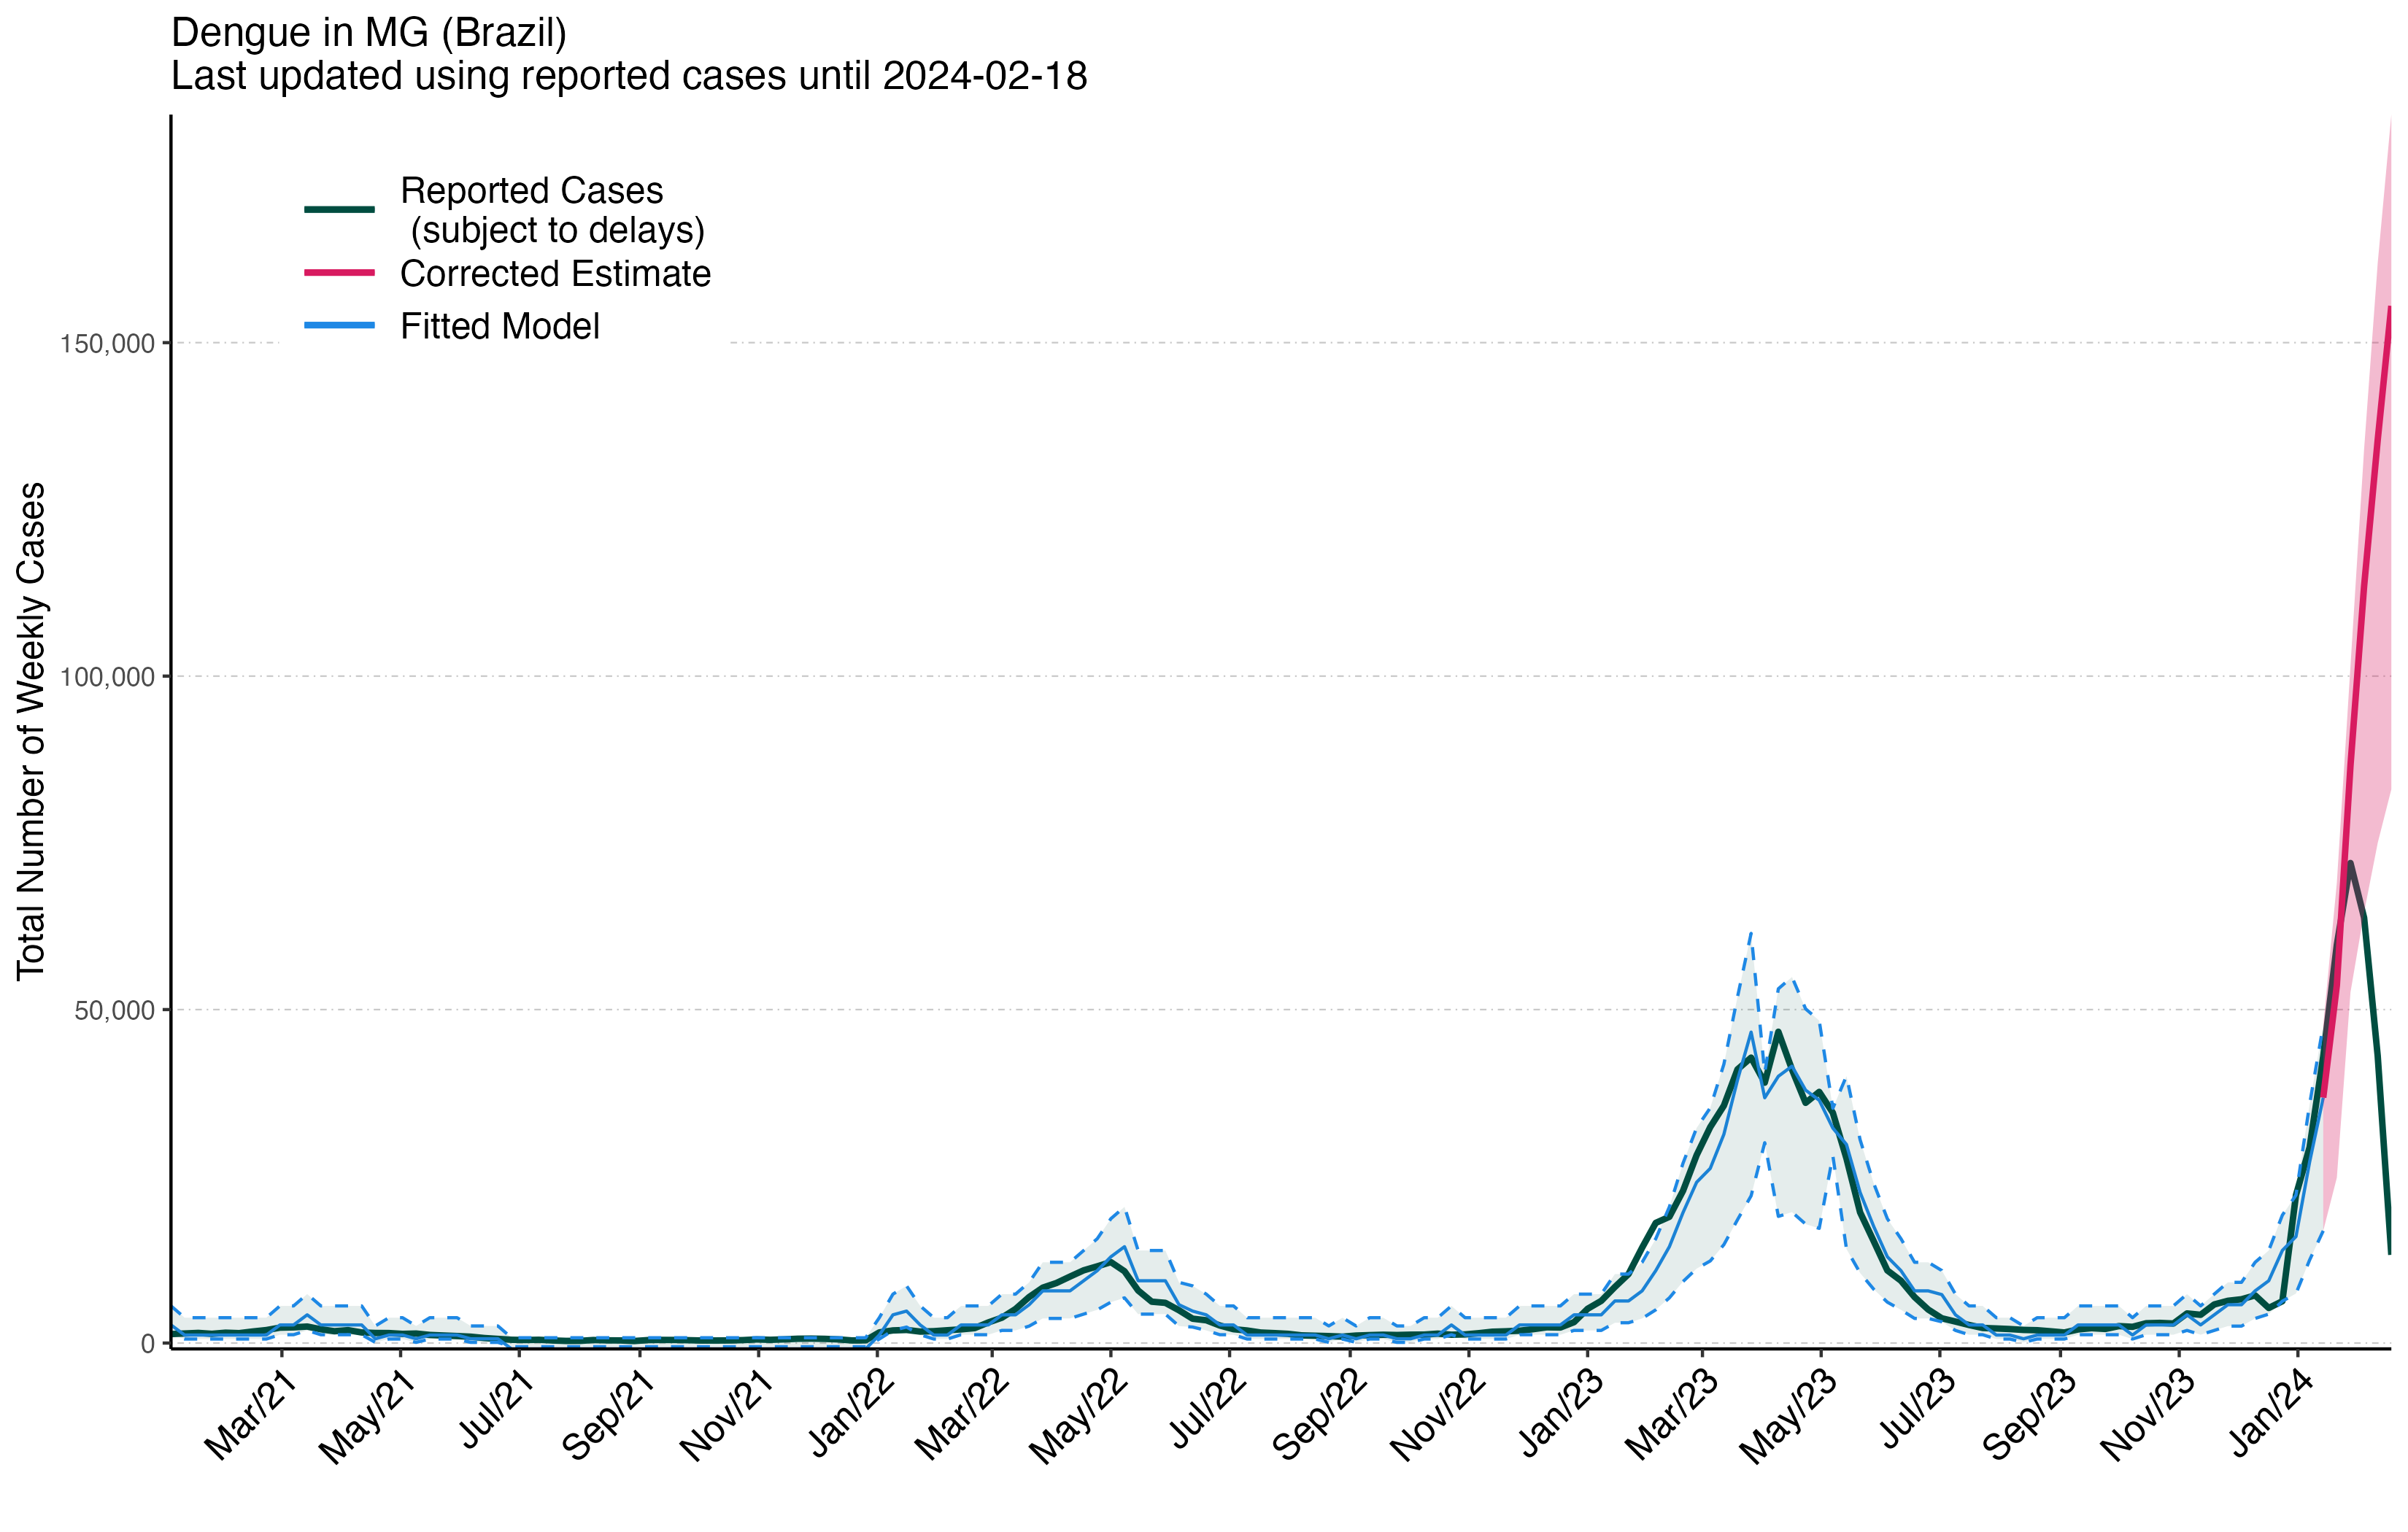 Dengue in MG (Brazil)
Last updated using reported cases until 2024-02-18
Reported Cases
(subject to delays)
Corrected Estimate
Fitted Model
Total Number of Weekly Cases
150,000
100,000
50,000
0
Mar/21
May/21
Jul/21
Sep/21
Nov/21
Jan/22
Mar/22
May/22
Jul/22
Sep/22
Nov/22
Jan/23
Mar/23
May/23
Jul/23
Sep/23
Nov/23
Jan/24